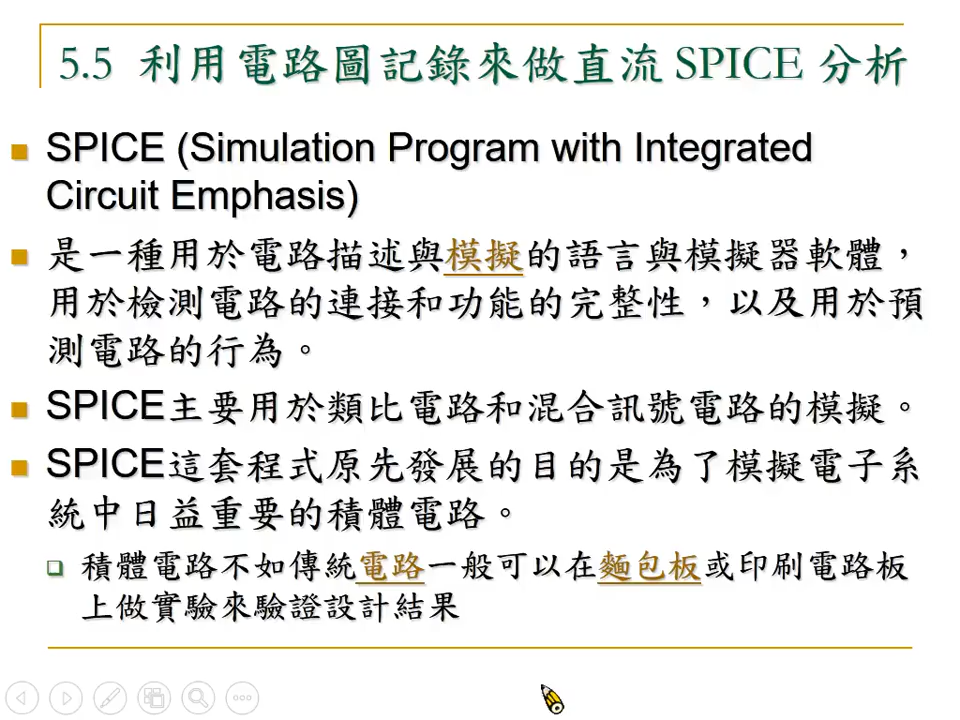 5.5 利用電路圖記錄來做直流 SPICE 分析
SPICE (Simulation Program with Integrated
Circuit Emphasis)
是一種用於電路描述與模擬的語言與模擬器軟體，
用於檢測電路的連接和功能的完整性，以及用於預
測電路的行為。
SPICE主要用於類比電路和混合訊號電路的模擬。
SPICE這套程式原先發展的目的是為了模擬電子系
統中日益重要的積體電路。
積體電路不如傳統電路一般可以在麵包板或印刷電路板
上做實驗來驗證設計結果